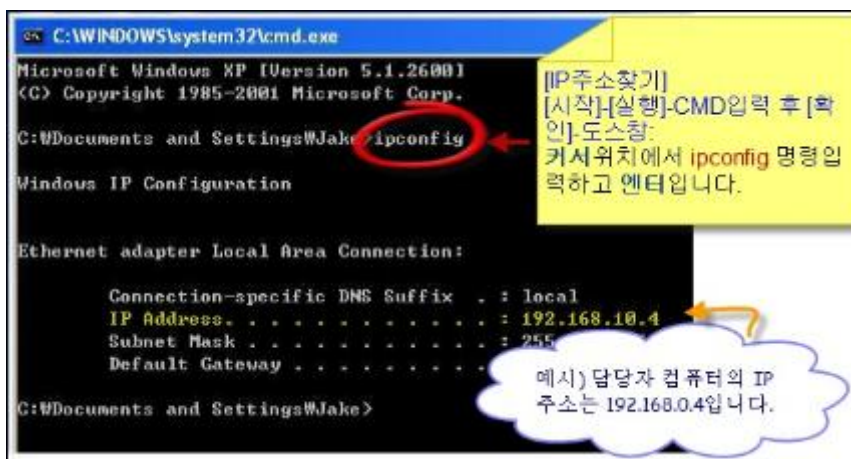 C:\WINDOWS\system32\cmd.exe
Microsoft Windows XP [Version 5.1.2600]
(C) Copyright 1985-2001 Microsoft Corp.
C:₩Documents and Settings₩Jake>ipconfig
Windows IP Configuration
Ethernet adapter Local Area Connection:
Connection-specific DNS Suffix . : local
IP Address. . . . . . . . . . . . : 192.168.10.4
Subnet Mask . . . . . . . . . . . : 255
Default Gateway . . . . . . . . .
C:₩Documents and Settings₩Jake>
[IP주소찾기]
[시작]-[실행]-CMD입력 후 [확
인]-도스창:
커서위치에서 ipconfig 명령입
력하고 엔터입니다.
예시) 담당자 컴퓨터의 IP
주소는 192.168.0.4입니다.